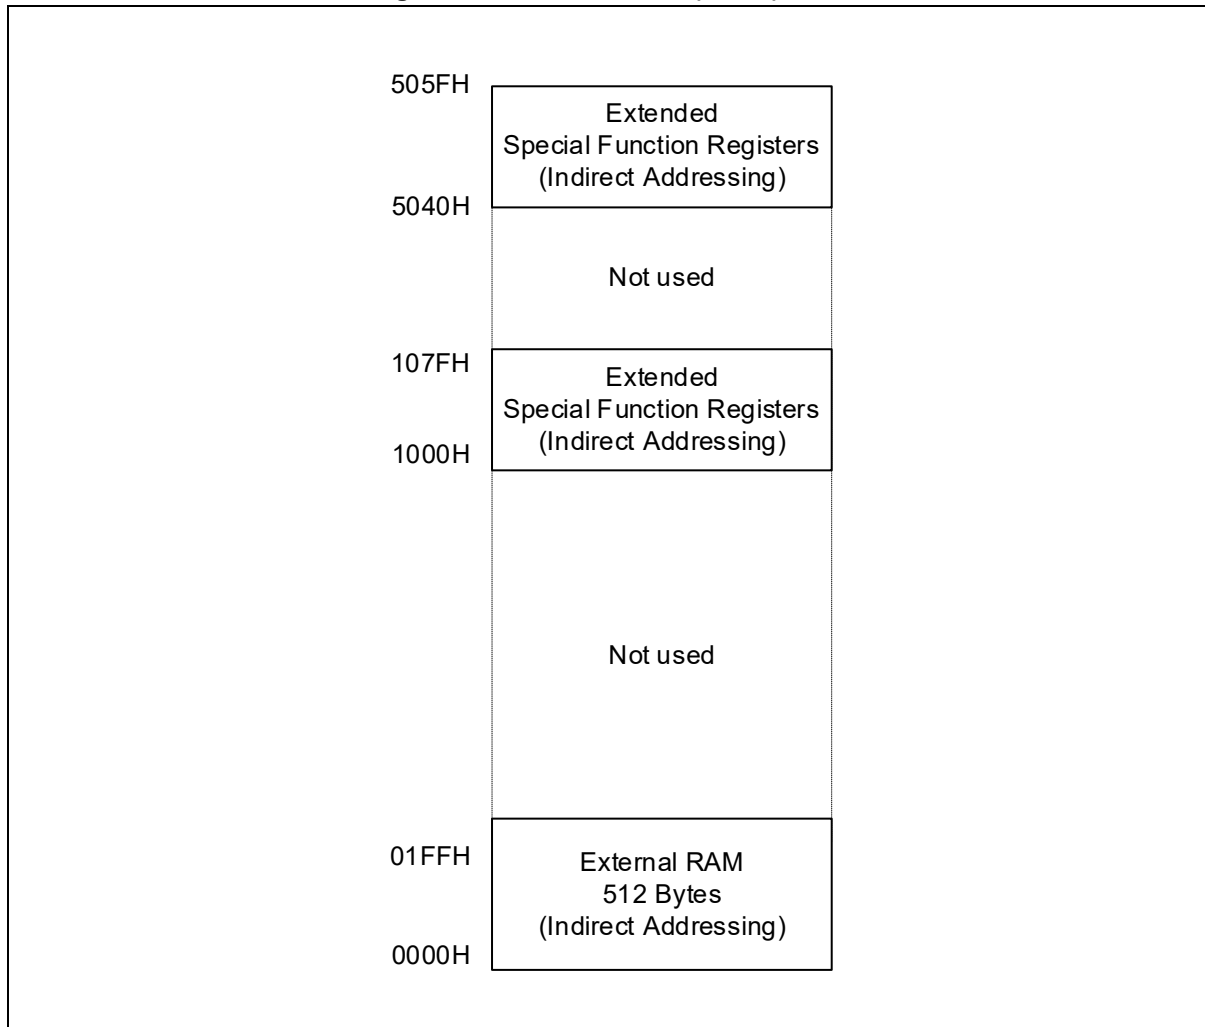 505FH
Extended
Special Function Registers
(Indirect Addressing)
5040H
Not used
107FH
Extended
Special Function Registers
(Indirect Addressing)
1000H
Not used
01FFH
External RAM
512 Bytes
(Indirect Addressing)
0000H